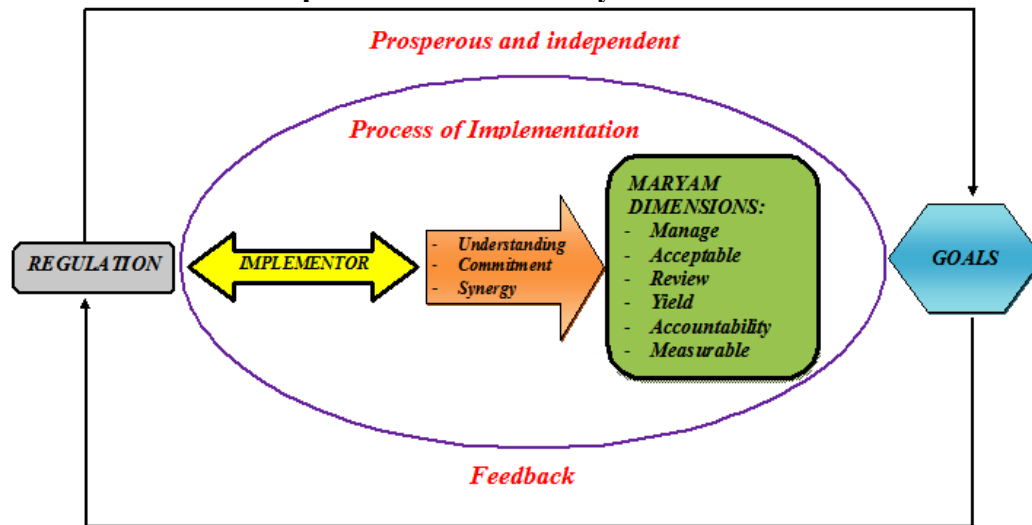 Prosperous and independent
Process of Implementation
REGULATION
IMPLEMENTOR
- Understanding
- Commitment
- Synergy
MARYAM
DIMENSIONS:
- Manage
- Acceptable
- Review
- Yield
- Accountability
- Measurable
GOALS
Feedback